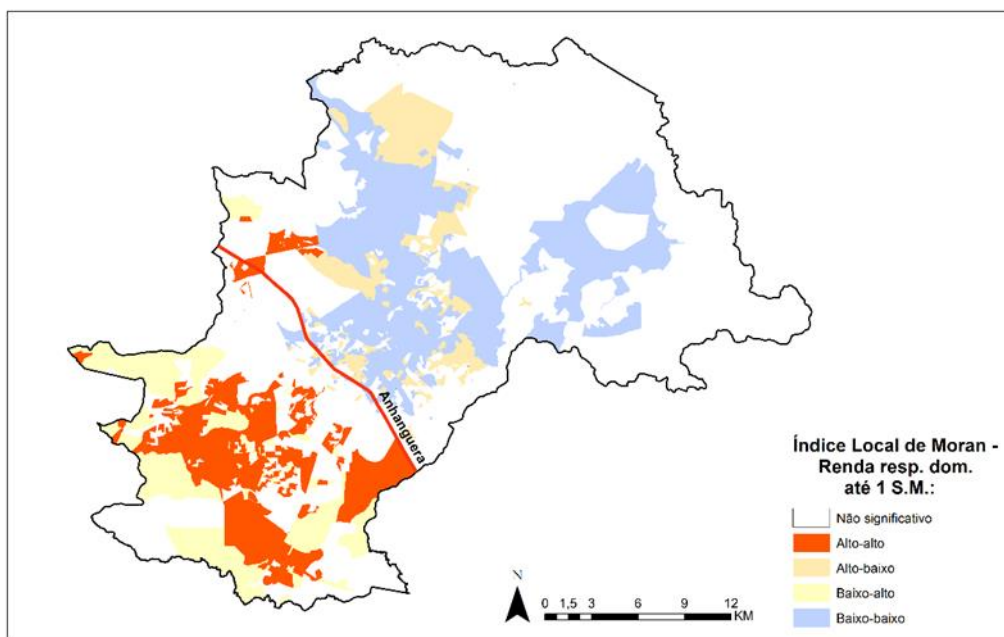 Anhanguera
Índice Local de Moran -
Renda resp. dom.
até 1 S.M.:
Não significativo
Alto-alto
Alto-baixo
Baixo-alto
Baixo-baixo
N
0 1,5 3 6 9 12
KM